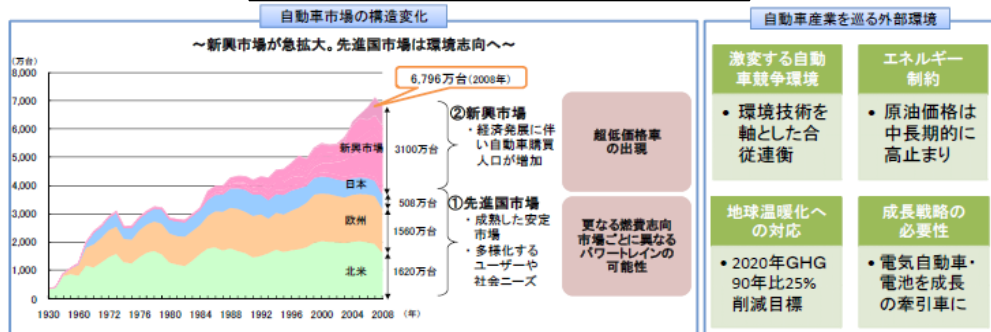 自動車市場の構造変化
～新興市場が急拡大。先進国市場は環境志向へ～
(万台)
8,000
7,000
6,000
5,000
4,000
3,000
2,000
1,000
0
1930 1960 1966 1972 1976 1980 1984 1988 1992 1996 2000 2004 2008 (年)
6,796万台(2008年)
新興市場
日本
欧州
北米
3100万台
508万台
1560万台
1620万台
②新興市場
・経済発展に伴
い自動車購買
人口が増加
①先進国市場
・成熟した安定
市場
・多様化する
ユーザーや
社会ニーズ
超低価格車
の出現
更なる燃費志向
市場ごとに異なる
パワートレインの
可能性
自動車産業を巡る外部環境
激変する自動
車競争環境
• 環境技術を
軸とした合
従連衡
エネルギー
制約
• 原油価格は
中長期的に
高止まり
地球温暖化へ
の対応
• 2020年GHG
90年比25%
削減目標
成長戦略の
必要性
• 電気自動車・
電池を成長
の牽引車に